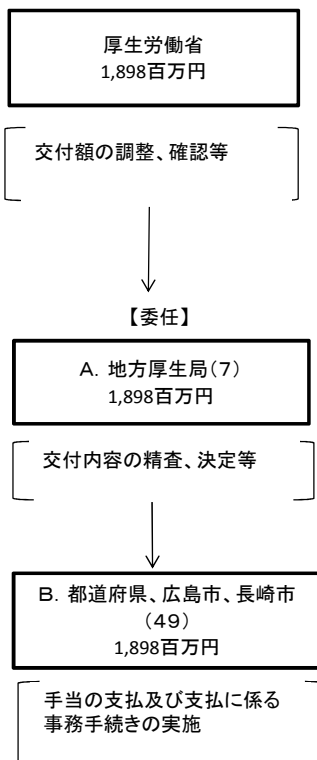 厚生労働省
1,898百万円
交付額の調整、確認等
【委任】
A．地方厚生局（7）
1,898百万円
交付内容の精査、決定等
B．都道府県、広島市、長崎市
（49）
1,898百万円
手当の支払及び支払に係る
事務手続きの実施